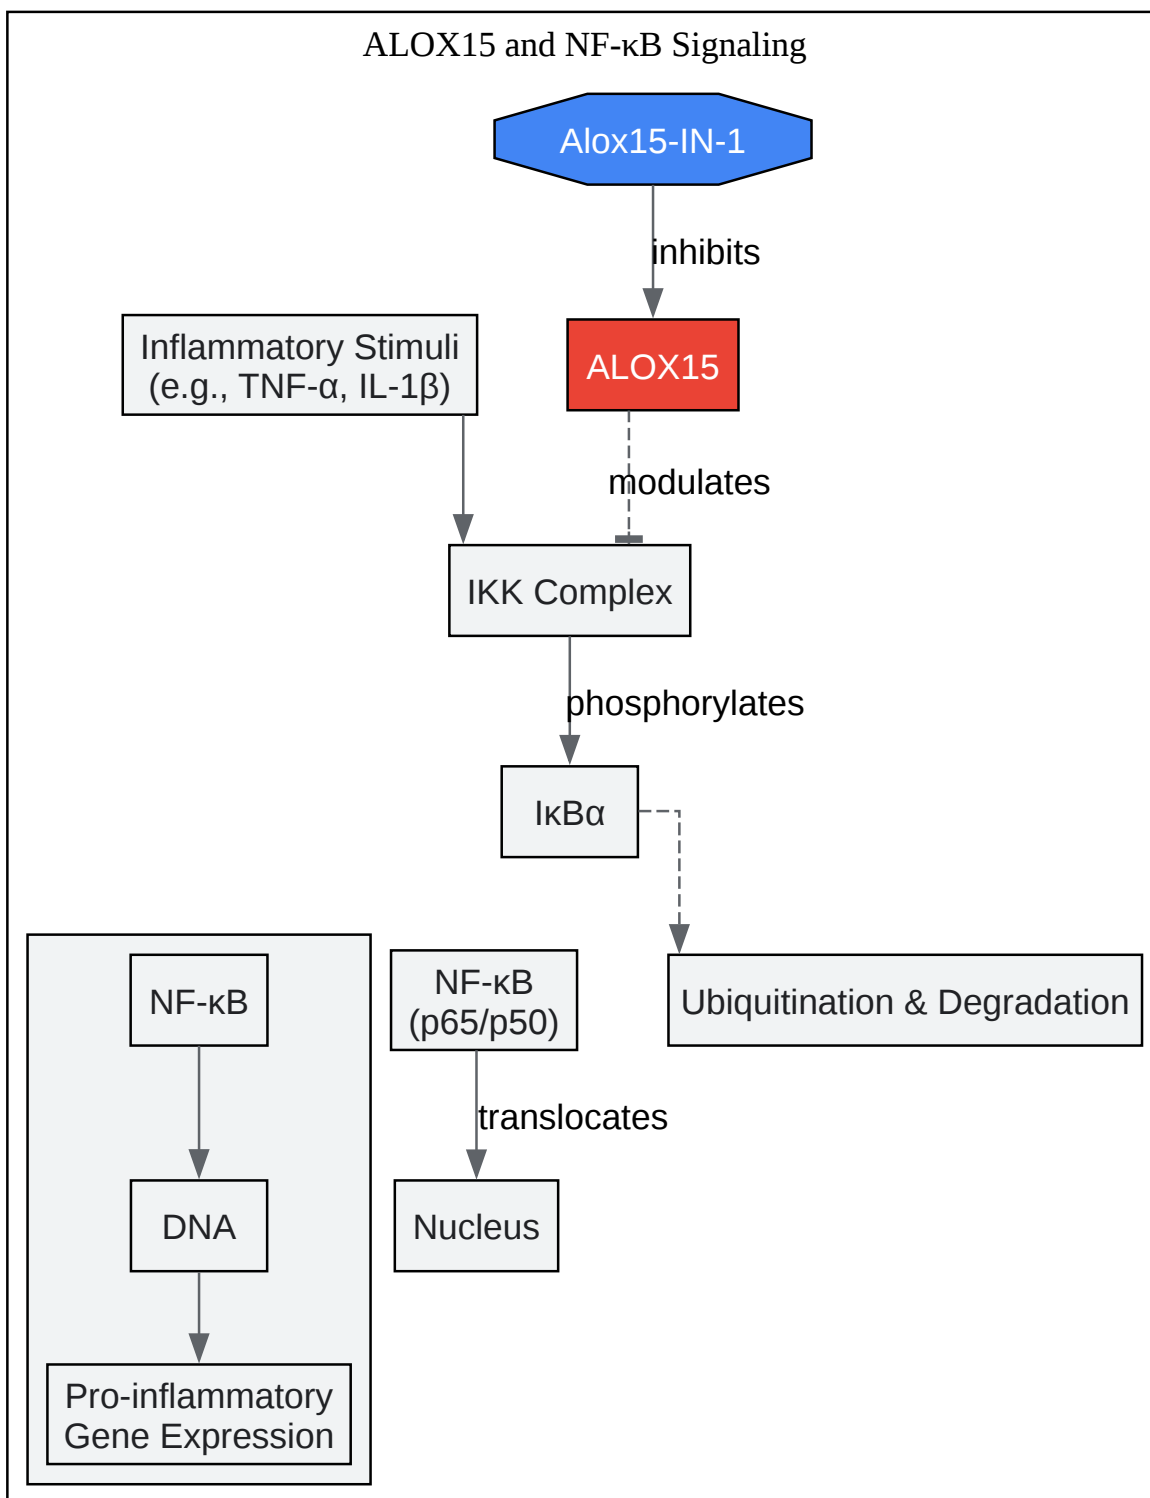 ALOX15 and NF-κB Signaling
Alox15-IN-1
inhibits
Inflammatory Stimuli
(e.g., TNF-α, IL-1β)
ALOX15
modulates
IKK Complex
phosphorylates
IκBα
NF-κB
NF-κB
(p65/p50)
Ubiquitination & Degradation
translocates
DNA
Nucleus
Pro-inflammatory
Gene Expression